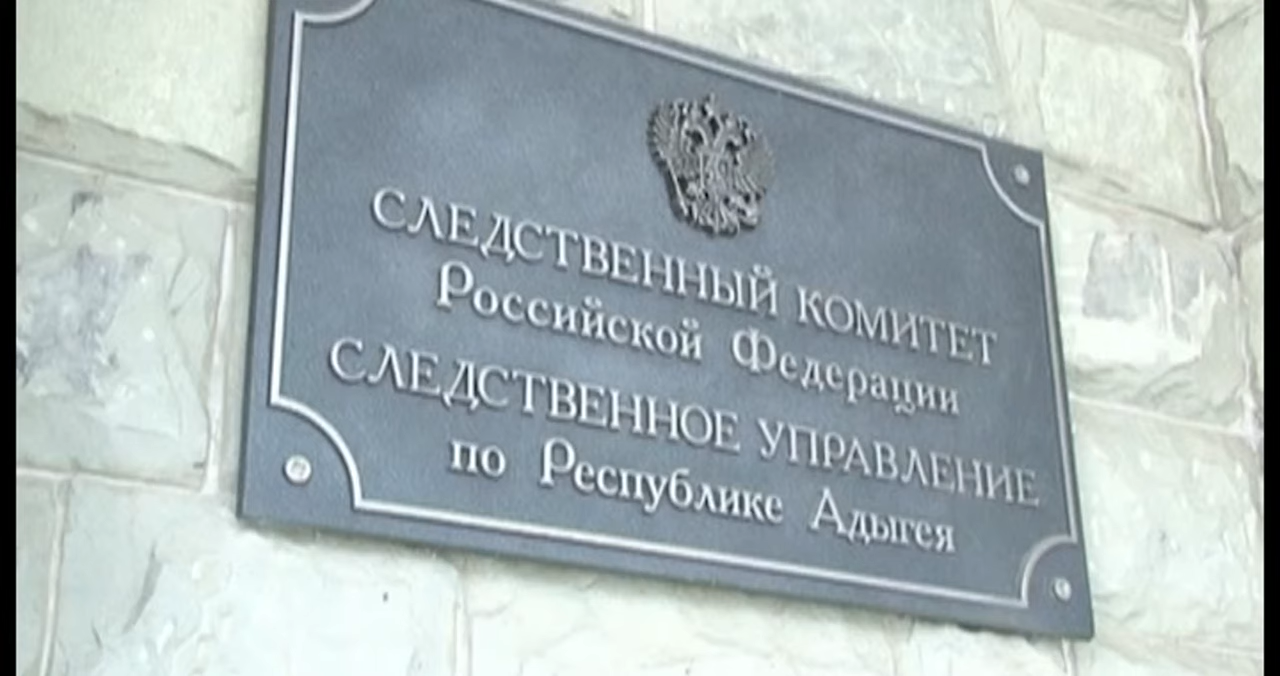 СЛЕДСТВЕННЫЙ КОМИТЕТ
Российской Федерации
СЛЕДСТВЕННОЕ УПРАВЛЕНИЕ
по Республике Адыгея